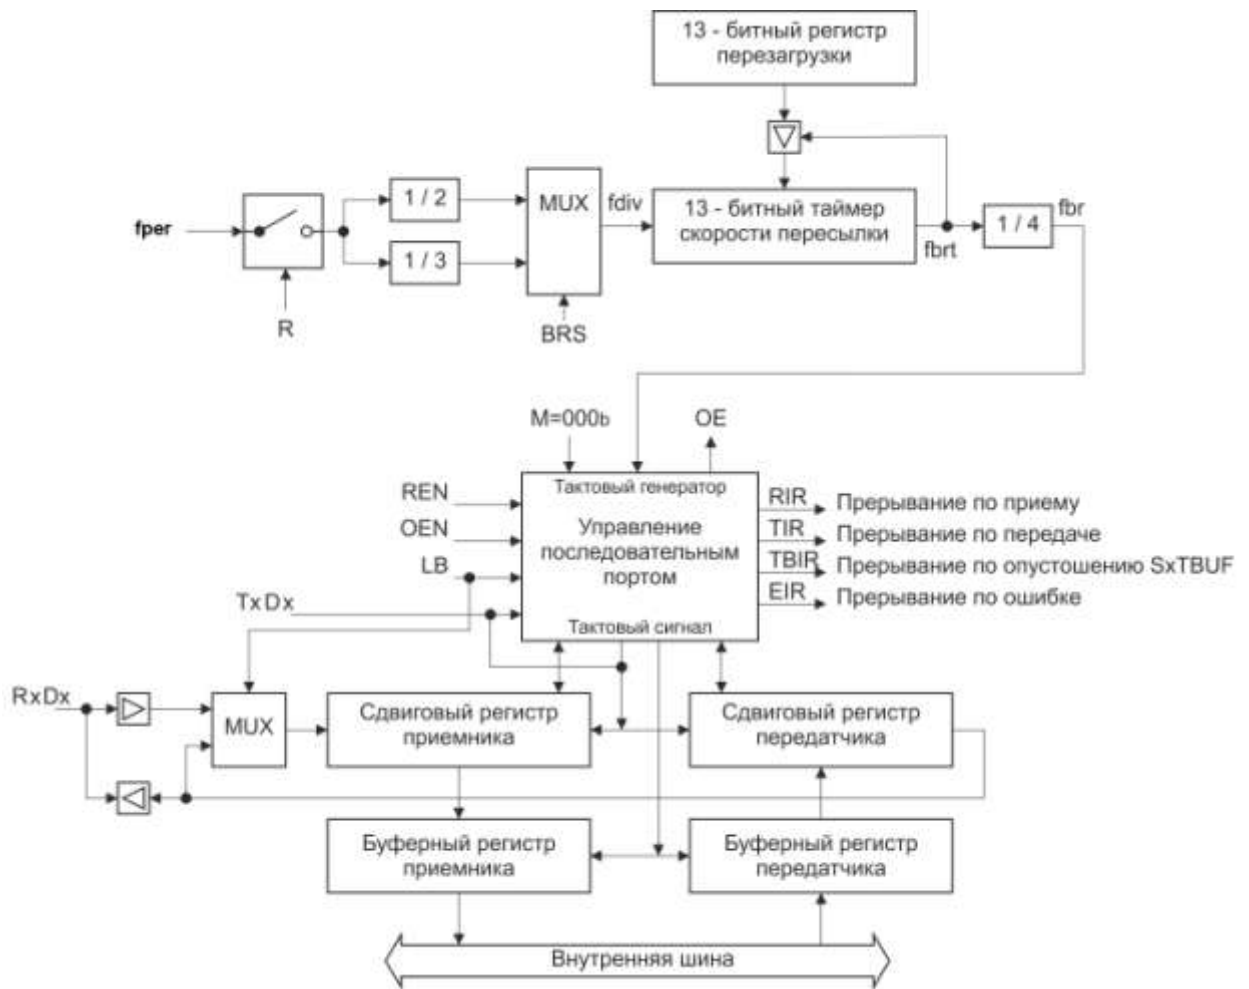 13 - битный регистр
перезагрузки
fper
R
1 / 2
1 / 3
MUX
BRS
fdiv
13 - битный таймер
скорости пересылки
fbrt
1 / 4
fbr
M=000b
OE
REN
OEN
LB
TxDx
Тактовый генератор
Управление
последовательным
портом
Тактовый сигнал
RIR Прерывание по приему
TIR Прерывание по передаче
TBIR Прерывание по опустошению SxTBUF
EIR Прерывание по ошибке
RxDx
MUX
Сдвиговый регистр
приемника
Сдвиговый регистр
передатчика
Буферный регистр
приемника
Буферный регистр
передатчика
Внутренняя шина